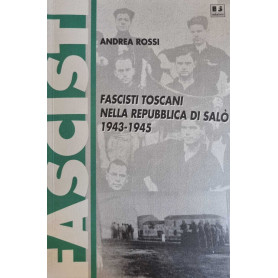 ANDREA ROSSI
FASCISTI TOSCANI
NELLA REPUBBLICA DI SALÒ
1943-1945
FASCISTI